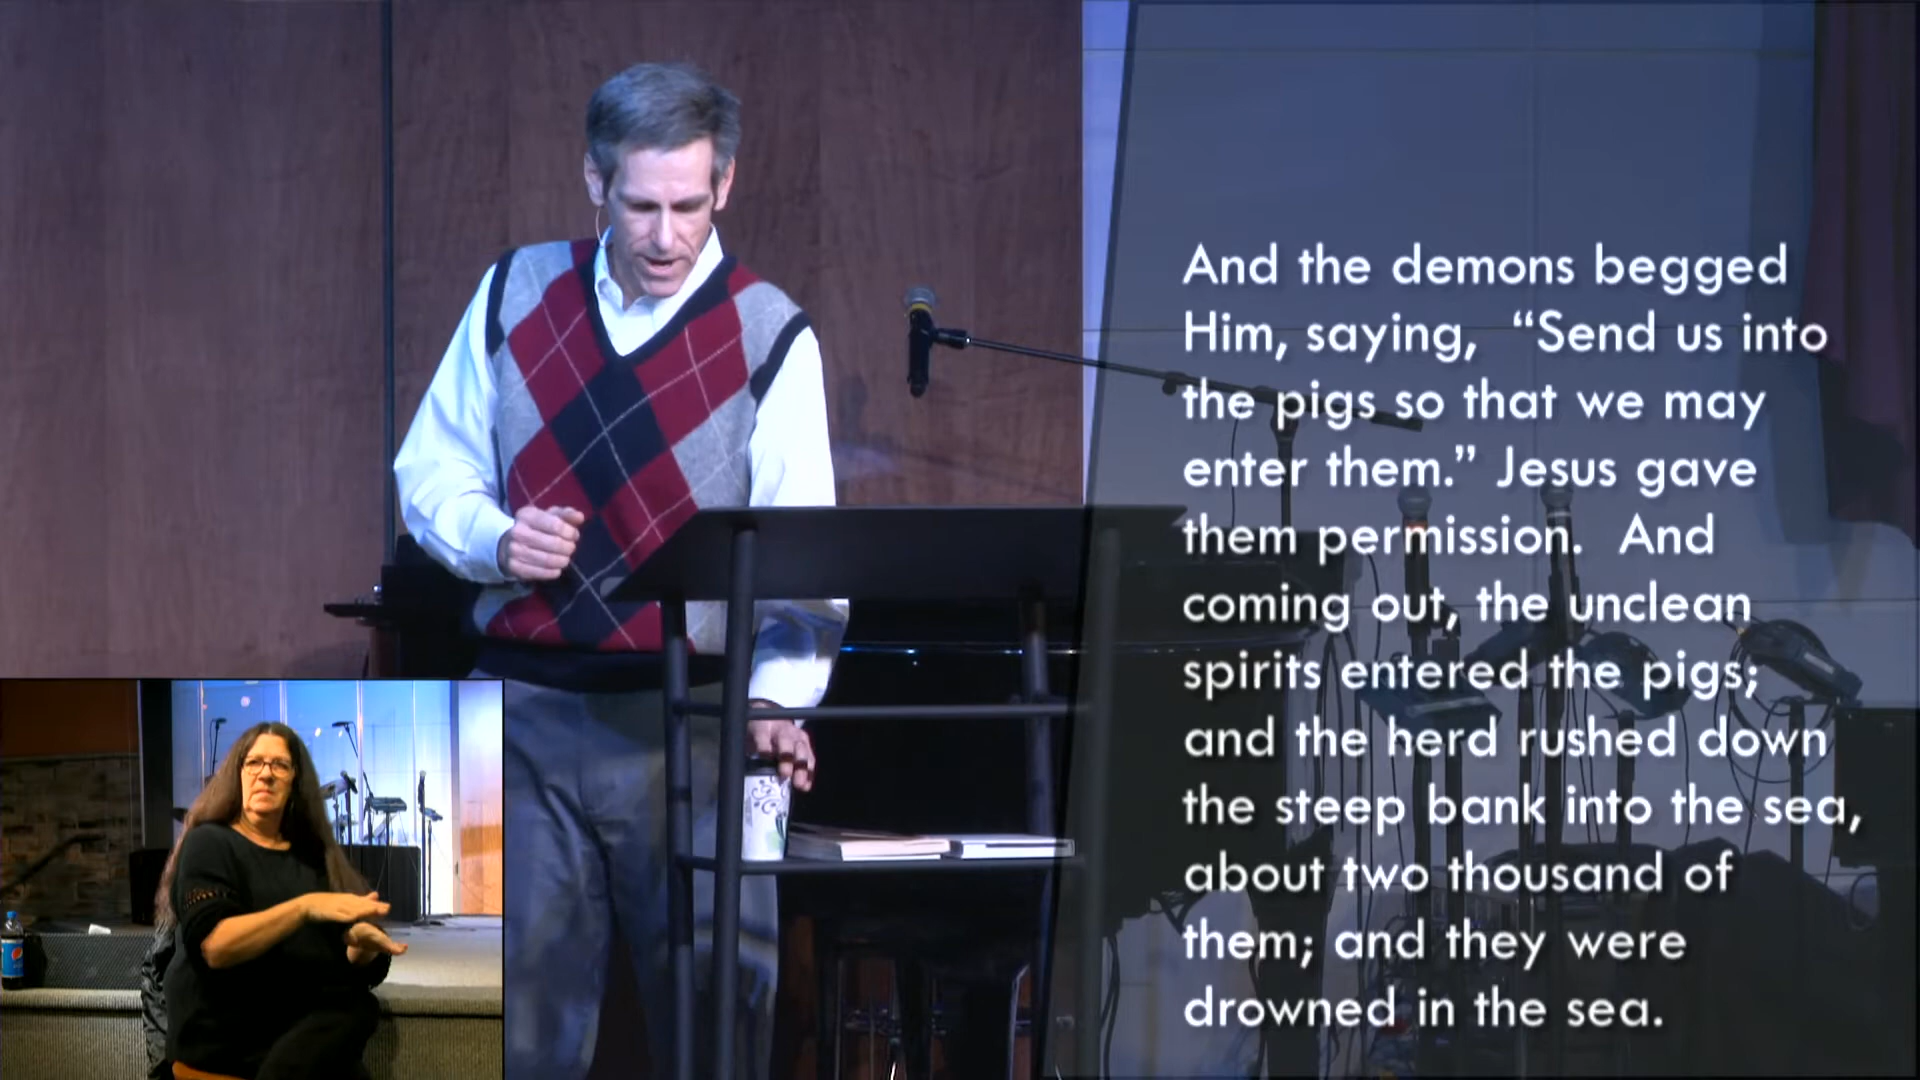 And the demons begged
Him, saying, “Send us into
the pigs so that we may
enter them.” Jesus gave
them permission. And
coming out, the unclean
spirits entered the pigs;
and the herd rushed down
the steep bank into the sea,
about two thousand of
them; and they were
drowned in the sea.